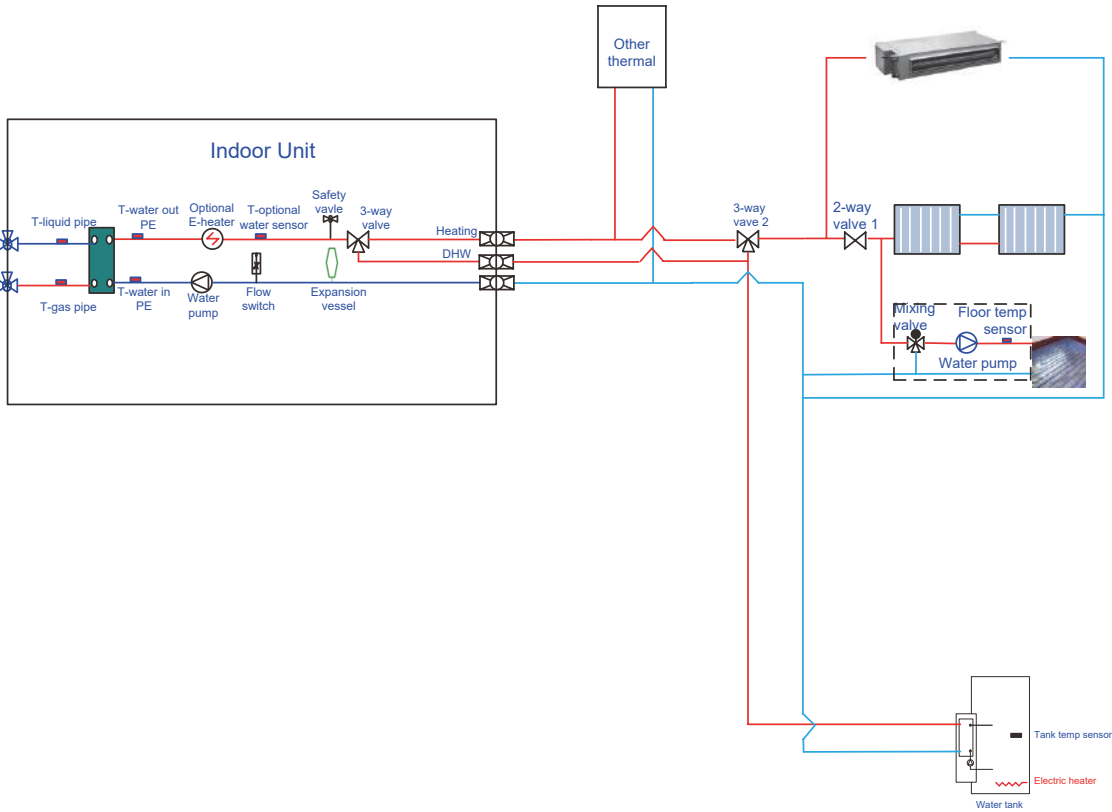 Other
thermal
Indoor Unit
Safety
vavle
T-liquid pipe
T-water out
PE
Optional
E-heater
T-optional
water sensor
3-way
valve
Heating
DHW
3-way
vave 2
2-way
valve 1
T-gas pipe
T-water in
PE
Water
pump
Flow
switch
Expansion
vessel
Mixing
valve
Floor temp
sensor
Water pump
Tank temp sensor
Electric heater
Water tank